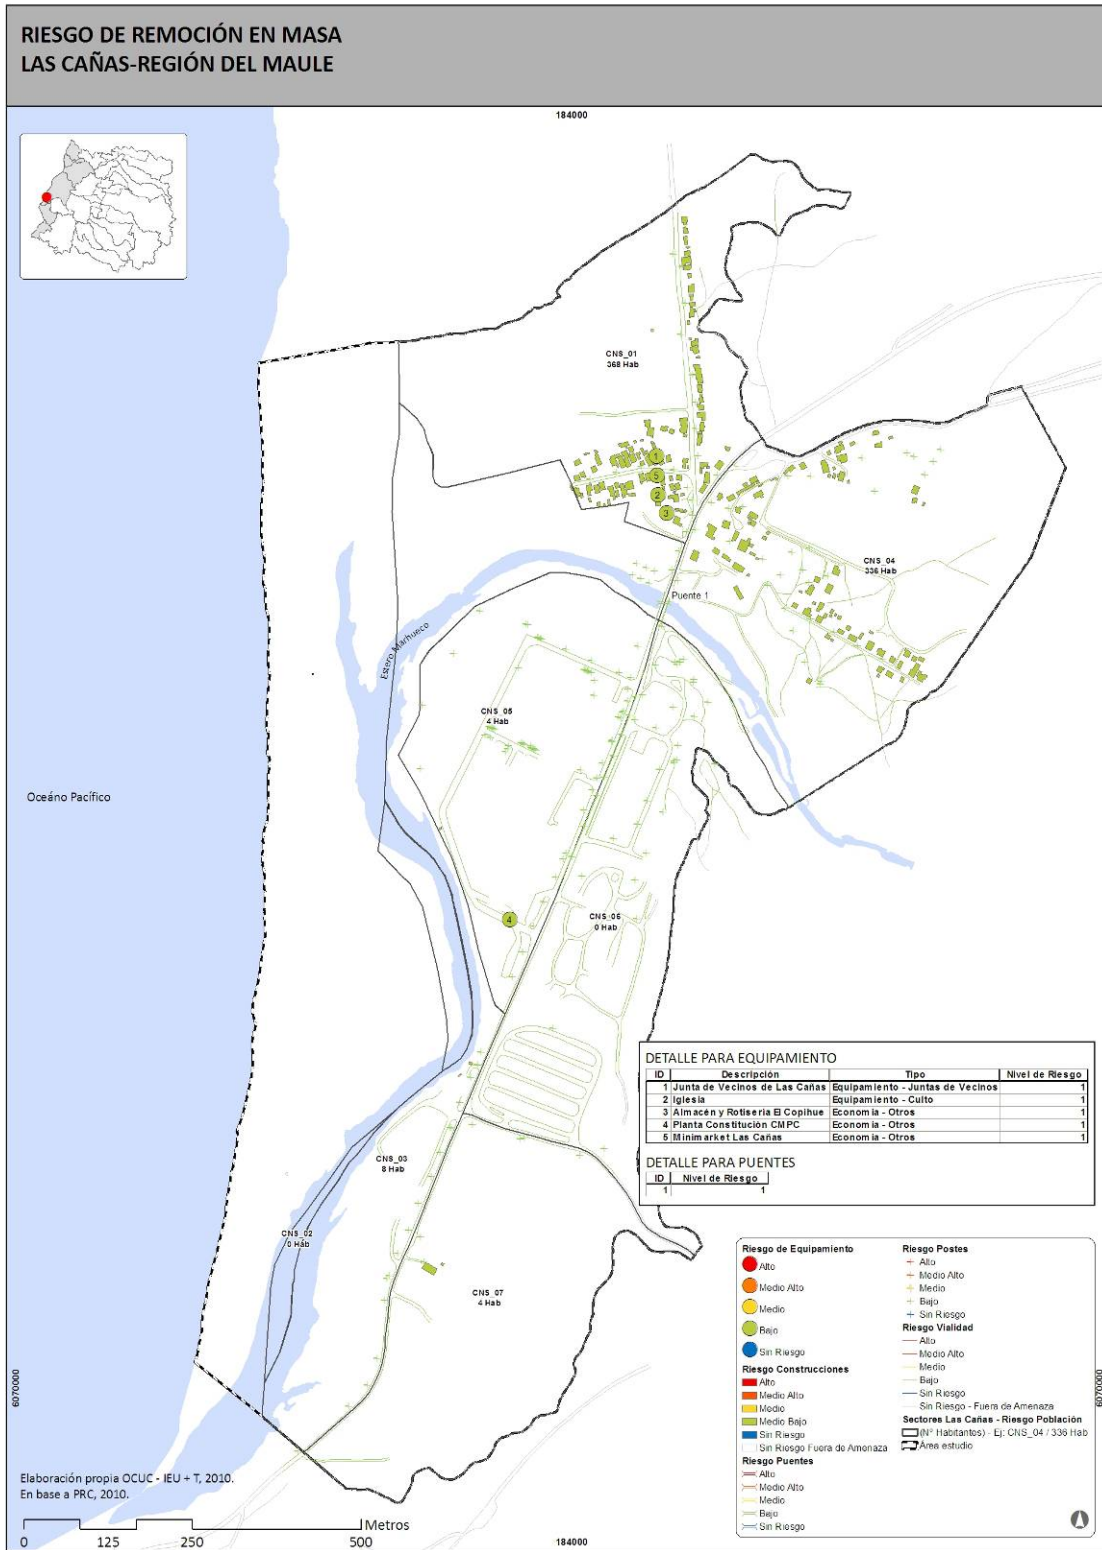 RIESGO DE REMOCIÓN EN MASA
LAS CAÑAS-REGIÓN DEL MAULE
184000
CNS_01
368 Hab
1
5
2
3
CNS_04
336 Hab
Puente 1
Estero Marhueco
CNS_05
4 Hab
Oceáno Pacífico
4
CNS_06
0 Hab
DETALLE PARA EQUIPAMIENTO
ID Descripción Tipo Nivel de Riesgo
1 Junta de Vecinos de Las Cañas Equipamiento - Juntas de Vecinos 1
2 Iglesia Equipamiento - Culto 1
3 Almacén y Rotiseria El Copihue Economia - Otros 1
4 Planta Constitución CMPC Economia - Otros 1
5 Minimarket Las Cañas Economia - Otros 1
DETALLE PARA PUENTES
ID Nivel de Riesgo
1 1
CNS_03
8 Hab
CNS_02
0 Hab
CNS_07
4 Hab
Riesgo de Equipamiento
Alto
Medio Alto
Medio
Bajo
Sin Riesgo
Riesgo Construcciones
Alto
Medio Alto
Medio
Medio Bajo
Sin Riesgo
Sin Riesgo Fuera de Amenaza
Riesgo Puentes
Alto
Medio Alto
Medio
Bajo
Sin Riesgo
Riesgo Postes
Alto
Medio Alto
Medio
Bajo
Sin Riesgo
Riesgo Vialidad
Alto
Medio Alto
Medio
Bajo
Sin Riesgo
Sin Riesgo - Fuera de Amenaza
Sectores Las Cañas - Riesgo Población
(N° Habitantes) - Ej: CNS_04 / 336 Hab
Área estudio
6070000
6070000
Elaboración propia OCUC - IEU + T, 2010.
En base a PRC, 2010.
Metros
0 125 250 500
184000